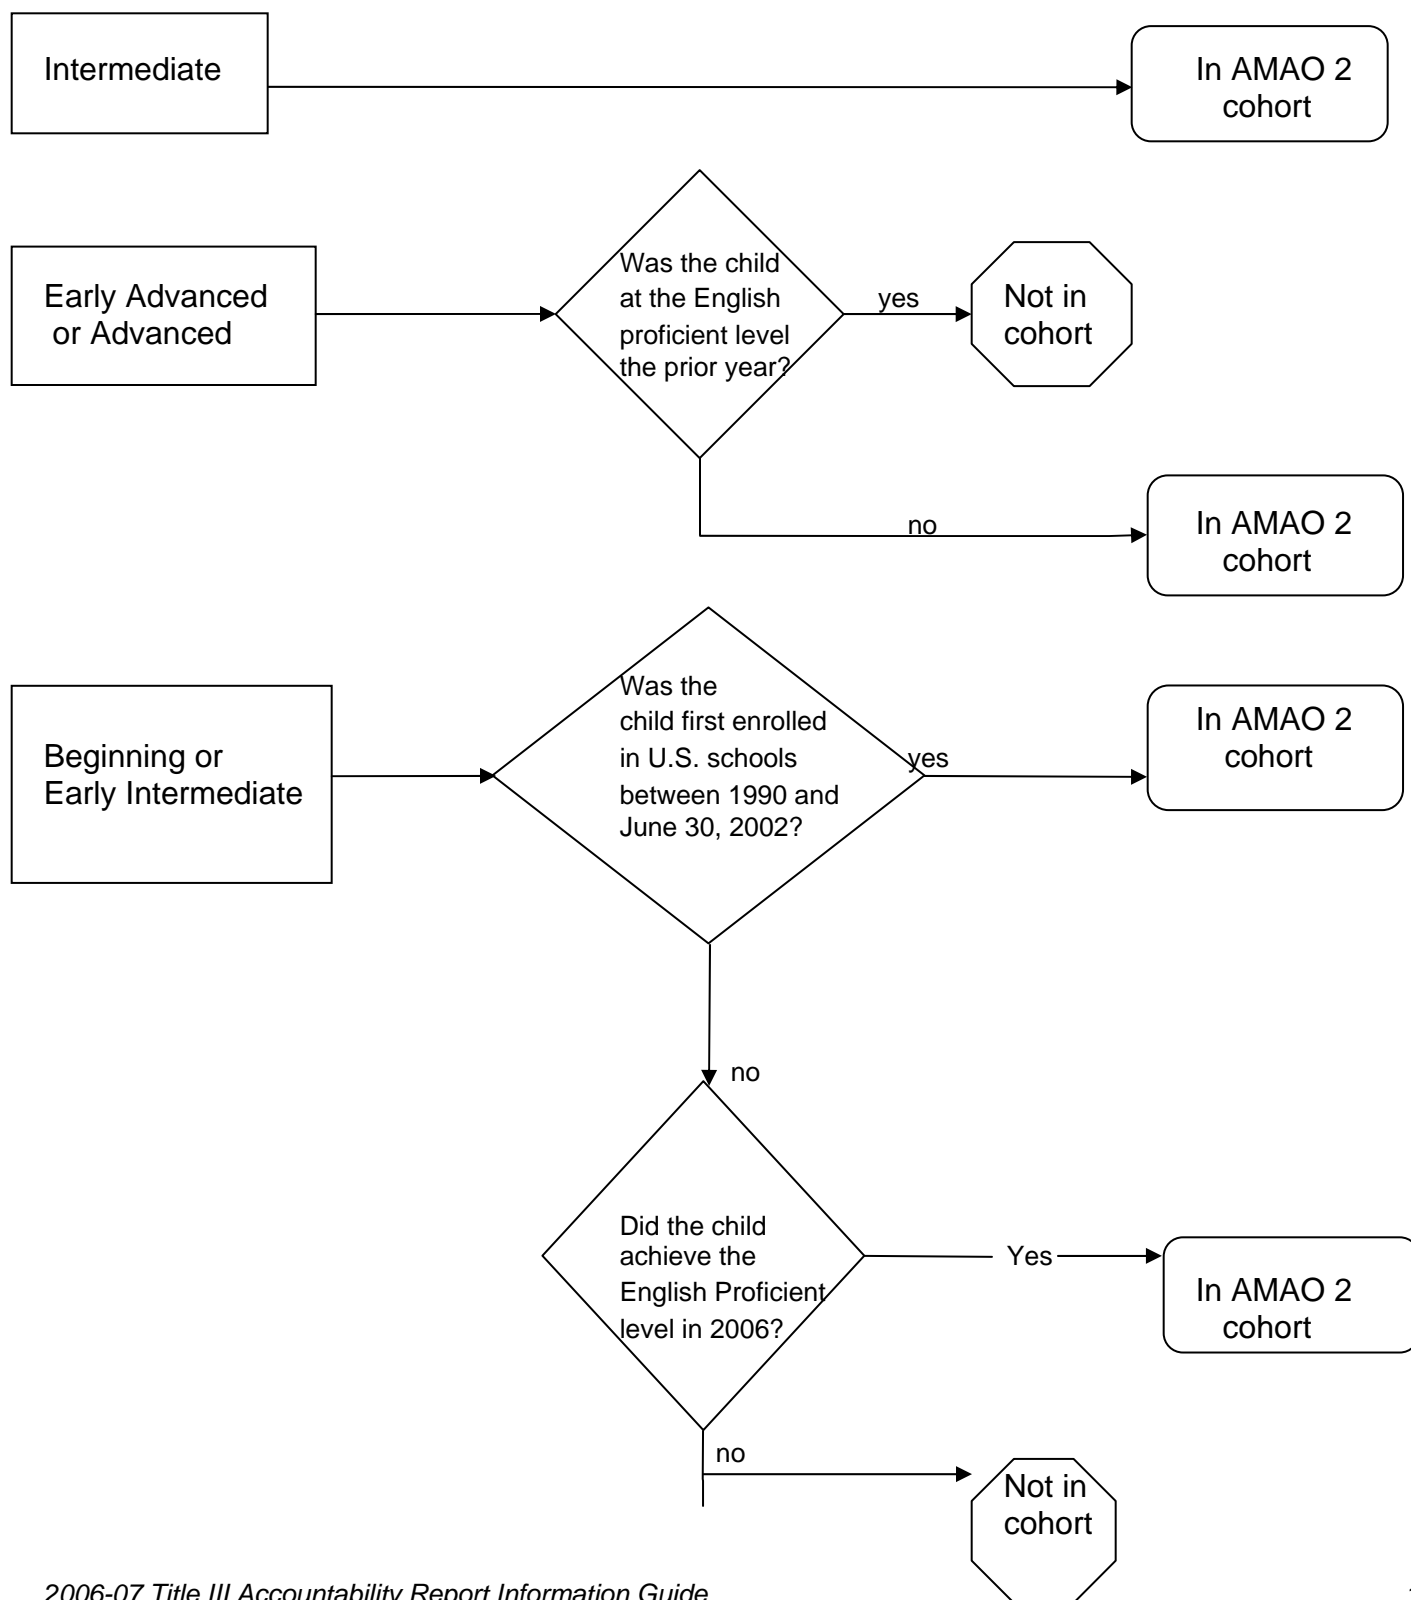 Intermediate
In AMAO 2
cohort
Early Advanced
or Advanced
Was the child
at the English
proficient level
the prior year?
yes
Not in
cohort
no
In AMAO 2
cohort
Beginning or
Early Intermediate
Was the
child first enrolled
in U.S. schools
between 1990 and
June 30, 2002?
yes
In AMAO 2
cohort
no
Did the child
achieve the
English Proficient
level in 2006?
Yes
In AMAO 2
cohort
no
Not in
cohort
2006-07 Title III Accountability Report Information Guide